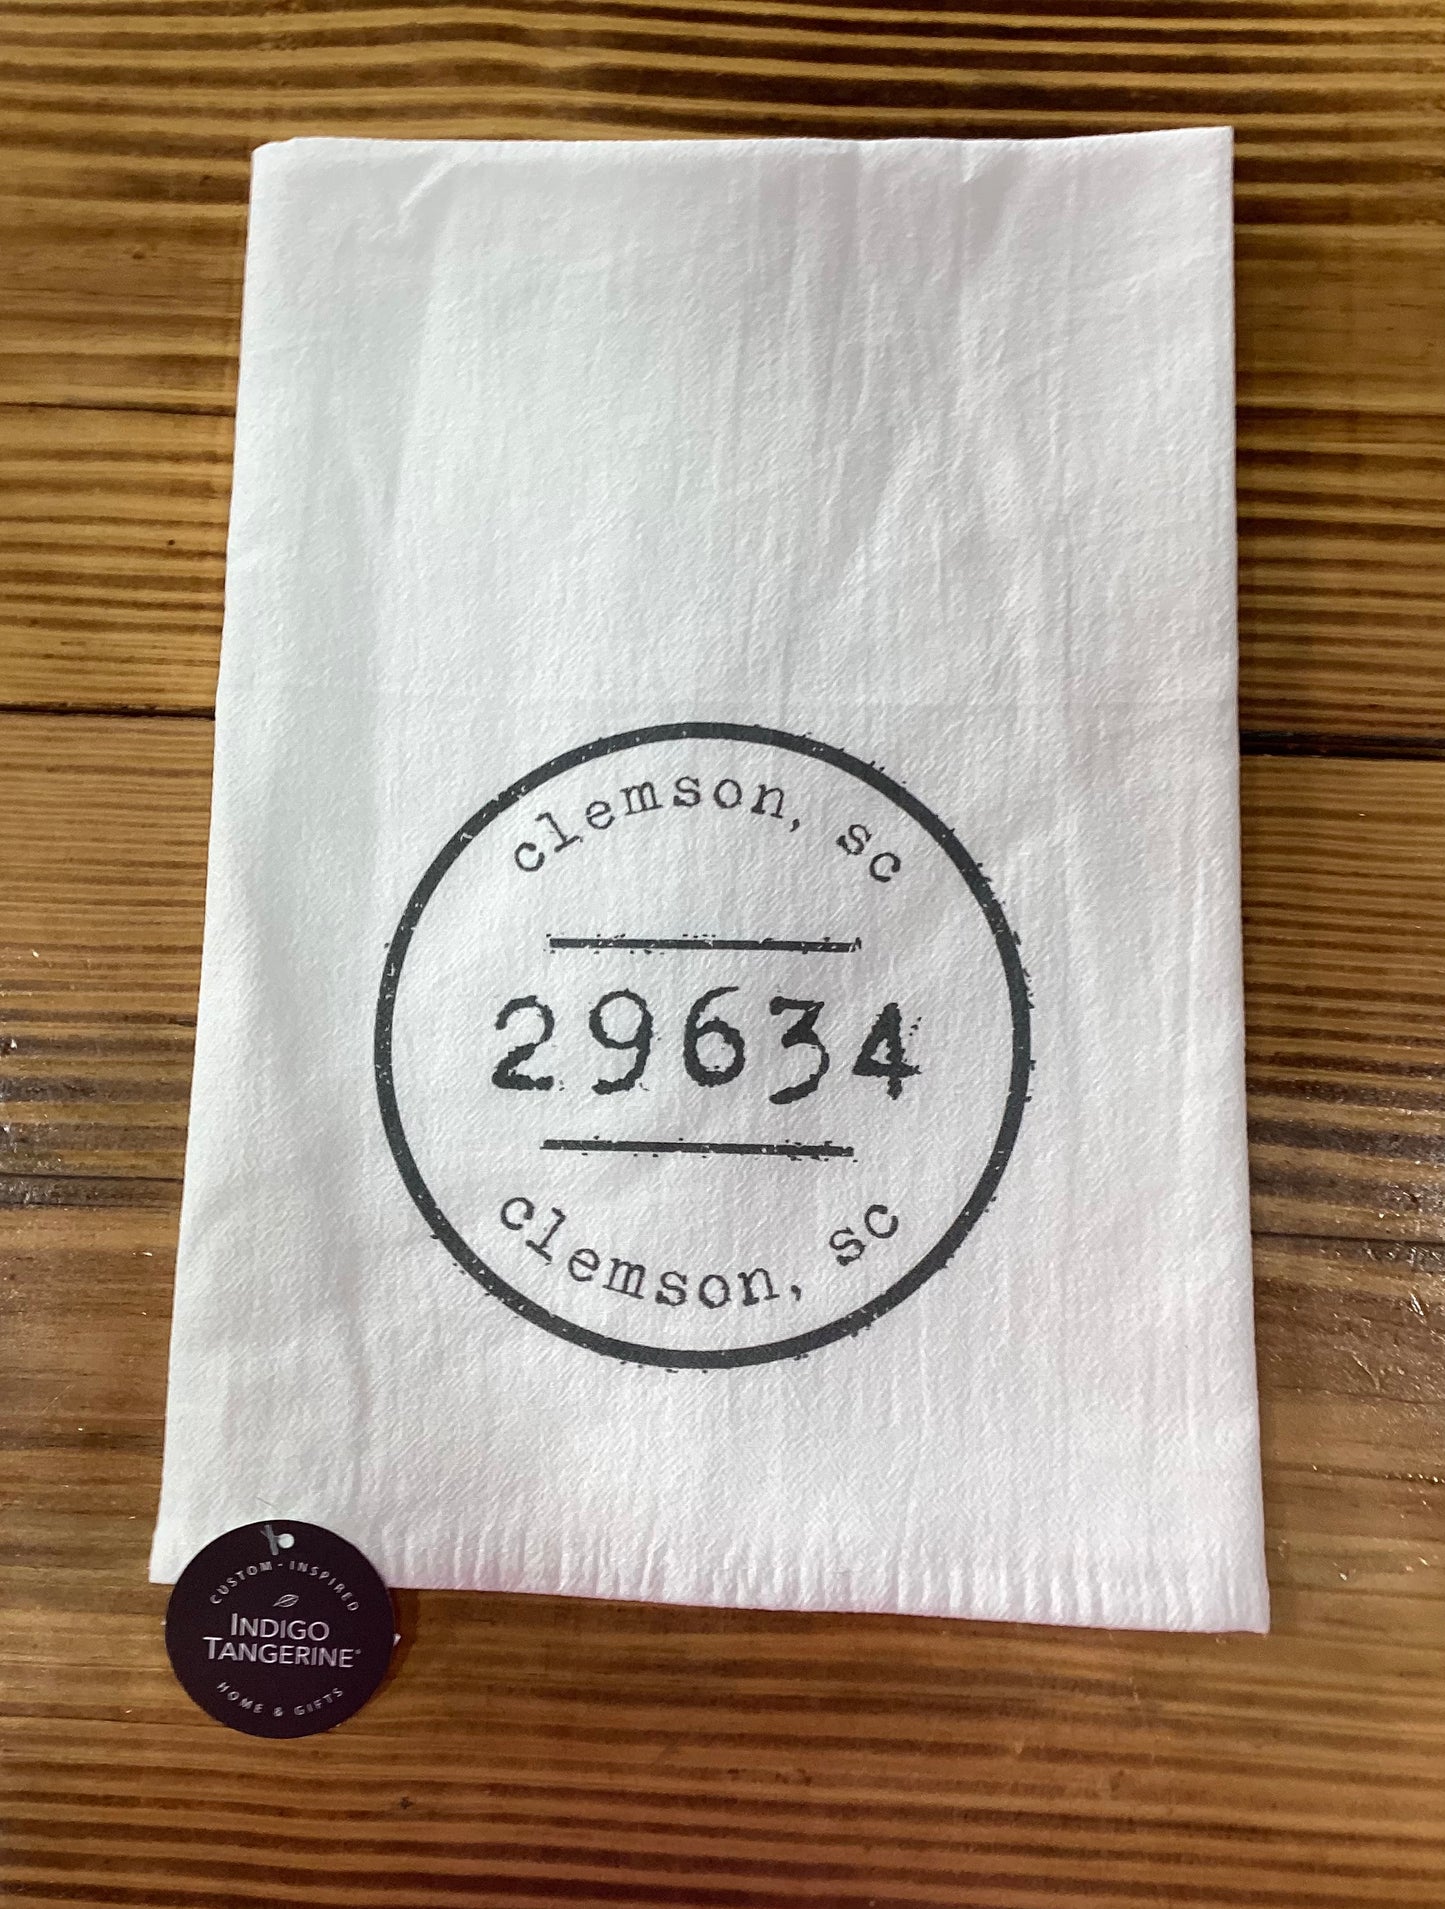 clemson, sc
29634
clemson, sc
CUSTOM-INSPIRED
INDIGO
TANGERINE®
HOME & GIFTS